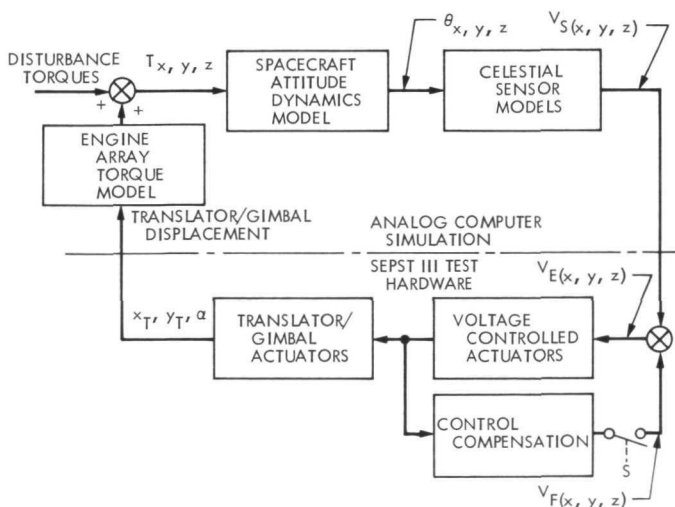 DISTURBANCE
TORQUES
+
+
T x, y, z
SPACECRAFT
ATTITUDE
DYNAMICS
MODEL
θ x, y, z
CELESTIAL
SENSOR
MODELS
V S(x, y, z)
ENGINE
ARRAY
TORQUE
MODEL
TRANSLATOR/GIMBAL
DISPLACEMENT
ANALOG COMPUTER
SIMULATION
SEPST III TEST
HARDWARE
V E(x, y, z)
x T, y T, α
TRANSLATOR/
GIMBAL
ACTUATORS
VOLTAGE
CONTROLLED
ACTUATORS
CONTROL
COMPENSATION
S
V F(x, y, z)